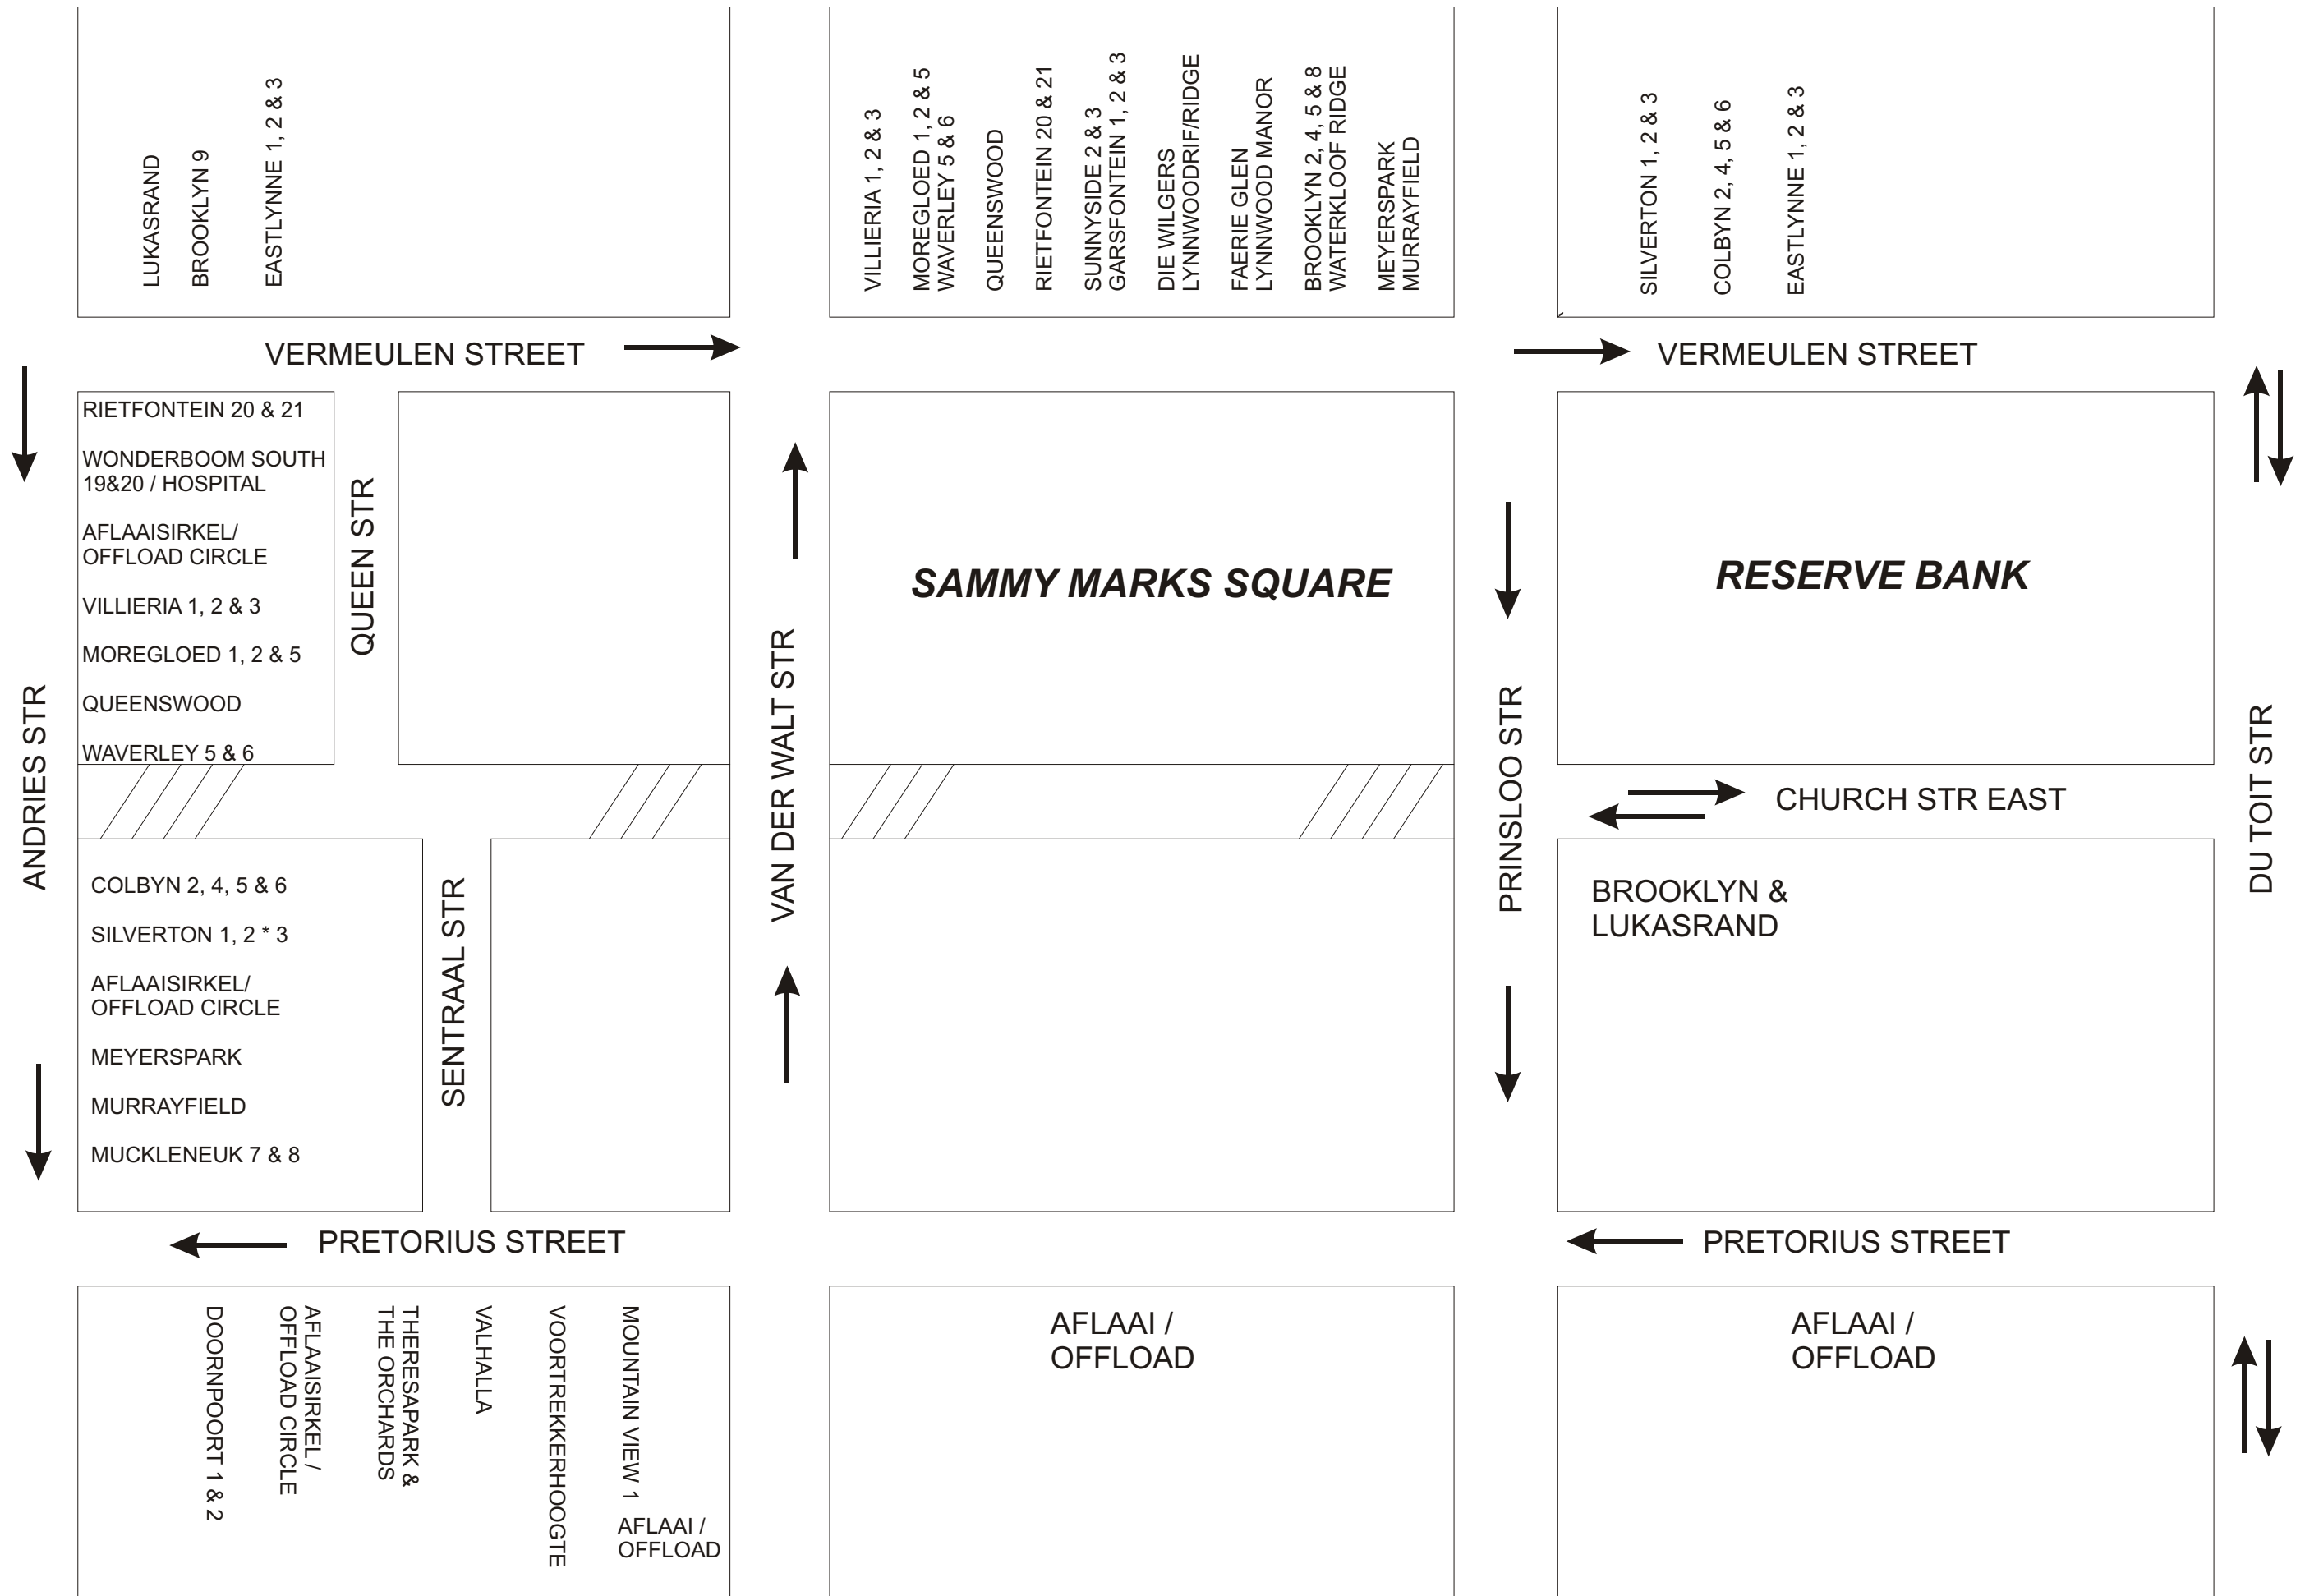 LUKASRAND
BROOKLYN 9
EASTLYNNE 1, 2 & 3
VILLIERIA 1, 2 & 3
MOREGLOED 1, 2 & 5
WAVERLEY 5 & 6
QUEENSWOOD
RIETFONTEIN 20 & 21
SUNNYSIDE 2 & 3
GARSFONTEIN 1, 2 & 3
DIE WILGERS
LYNNWOODRIF/RIDGE
FAERIE GLEN
LYNNWOOD MANOR
BROOKLYN 2, 4, 5 & 8
WATERKLOOF RIDGE
MEYERSPARK
MURRAYFIELD
SILVERTON 1, 2 & 3
COLBYN 2, 4, 5 & 6
EASTLYNNE 1, 2 & 3
VERMEULEN STREET
VERMEULEN STREET
ANDRIES STR
RIETFONTEIN 20 & 21
WONDERBOOM SOUTH
19&20 / HOSPITAL
AFLAAISIRKEL/
OFFLOAD CIRCLE
VILLIERIA 1, 2 & 3
MOREGLOED 1, 2 & 5
QUEENSWOOD
WAVERLEY 5 & 6
QUEEN STR
VAN DER WALT STR
SAMMY MARKS SQUARE
PRINSLOO STR
RESERVE BANK
DU TOIT STR
CHURCH STR EAST
COLBYN 2, 4, 5 & 6
SILVERTON 1, 2 * 3
AFLAAISIRKEL/
OFFLOAD CIRCLE
MEYERSPARK
MURRAYFIELD
MUCKLENEUK 7 & 8
SENTRAAL STR
BROOKLYN &
LUKASRAND
PRETORIUS STREET
PRETORIUS STREET
DOORNPOORT 1 & 2
AFLAAISIRKEL /
OFFLOAD CIRCLE
THERESAPARK &
THE ORCHARDS
VALHALLA
VOORTREKKERHOOGTE
MOUNTAIN VIEW 1
AFLAAI /
OFFLOAD
AFLAAI /
OFFLOAD
AFLAAI /
OFFLOAD